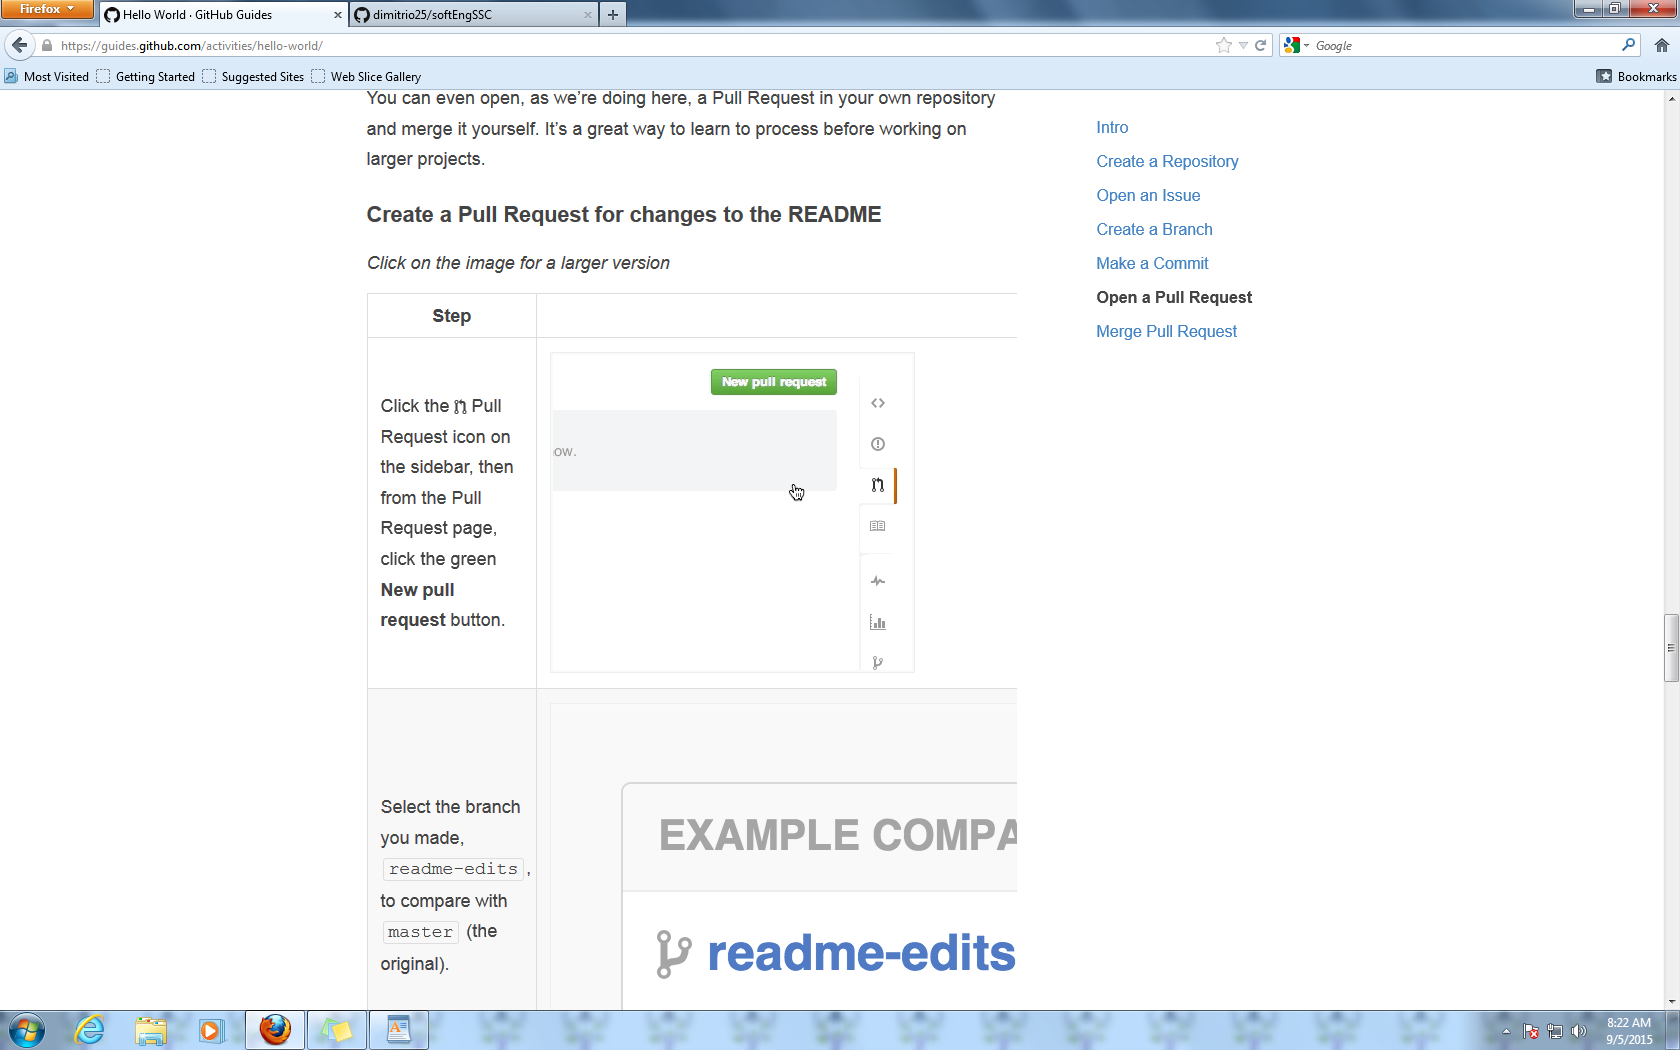 Firefox
Hello World · GitHub Guides
dimitrio25/softEngSSC
https://guides.github.com/activities/hello-world/
Google
Most Visited
Getting Started
Suggested Sites
Web Slice Gallery
Bookmarks
You can even open, as we're doing here, a Pull Request in your own repository
and merge it yourself. It's a great way to learn to process before working on
larger projects.
Create a Pull Request for changes to the README
Click on the image for a larger version
Step
Click the Pull
Request icon on
the sidebar, then
from the Pull
Request page,
click the green
New pull
request button.
New pull request
ow.
Select the branch
you made,
readme-edits,
to compare with
master (the
original).
EXAMPLE COMPA
readme-edits
Intro
Create a Repository
Open an Issue
Create a Branch
Make a Commit
Open a Pull Request
Merge Pull Request
8:22 AM
9/5/2015